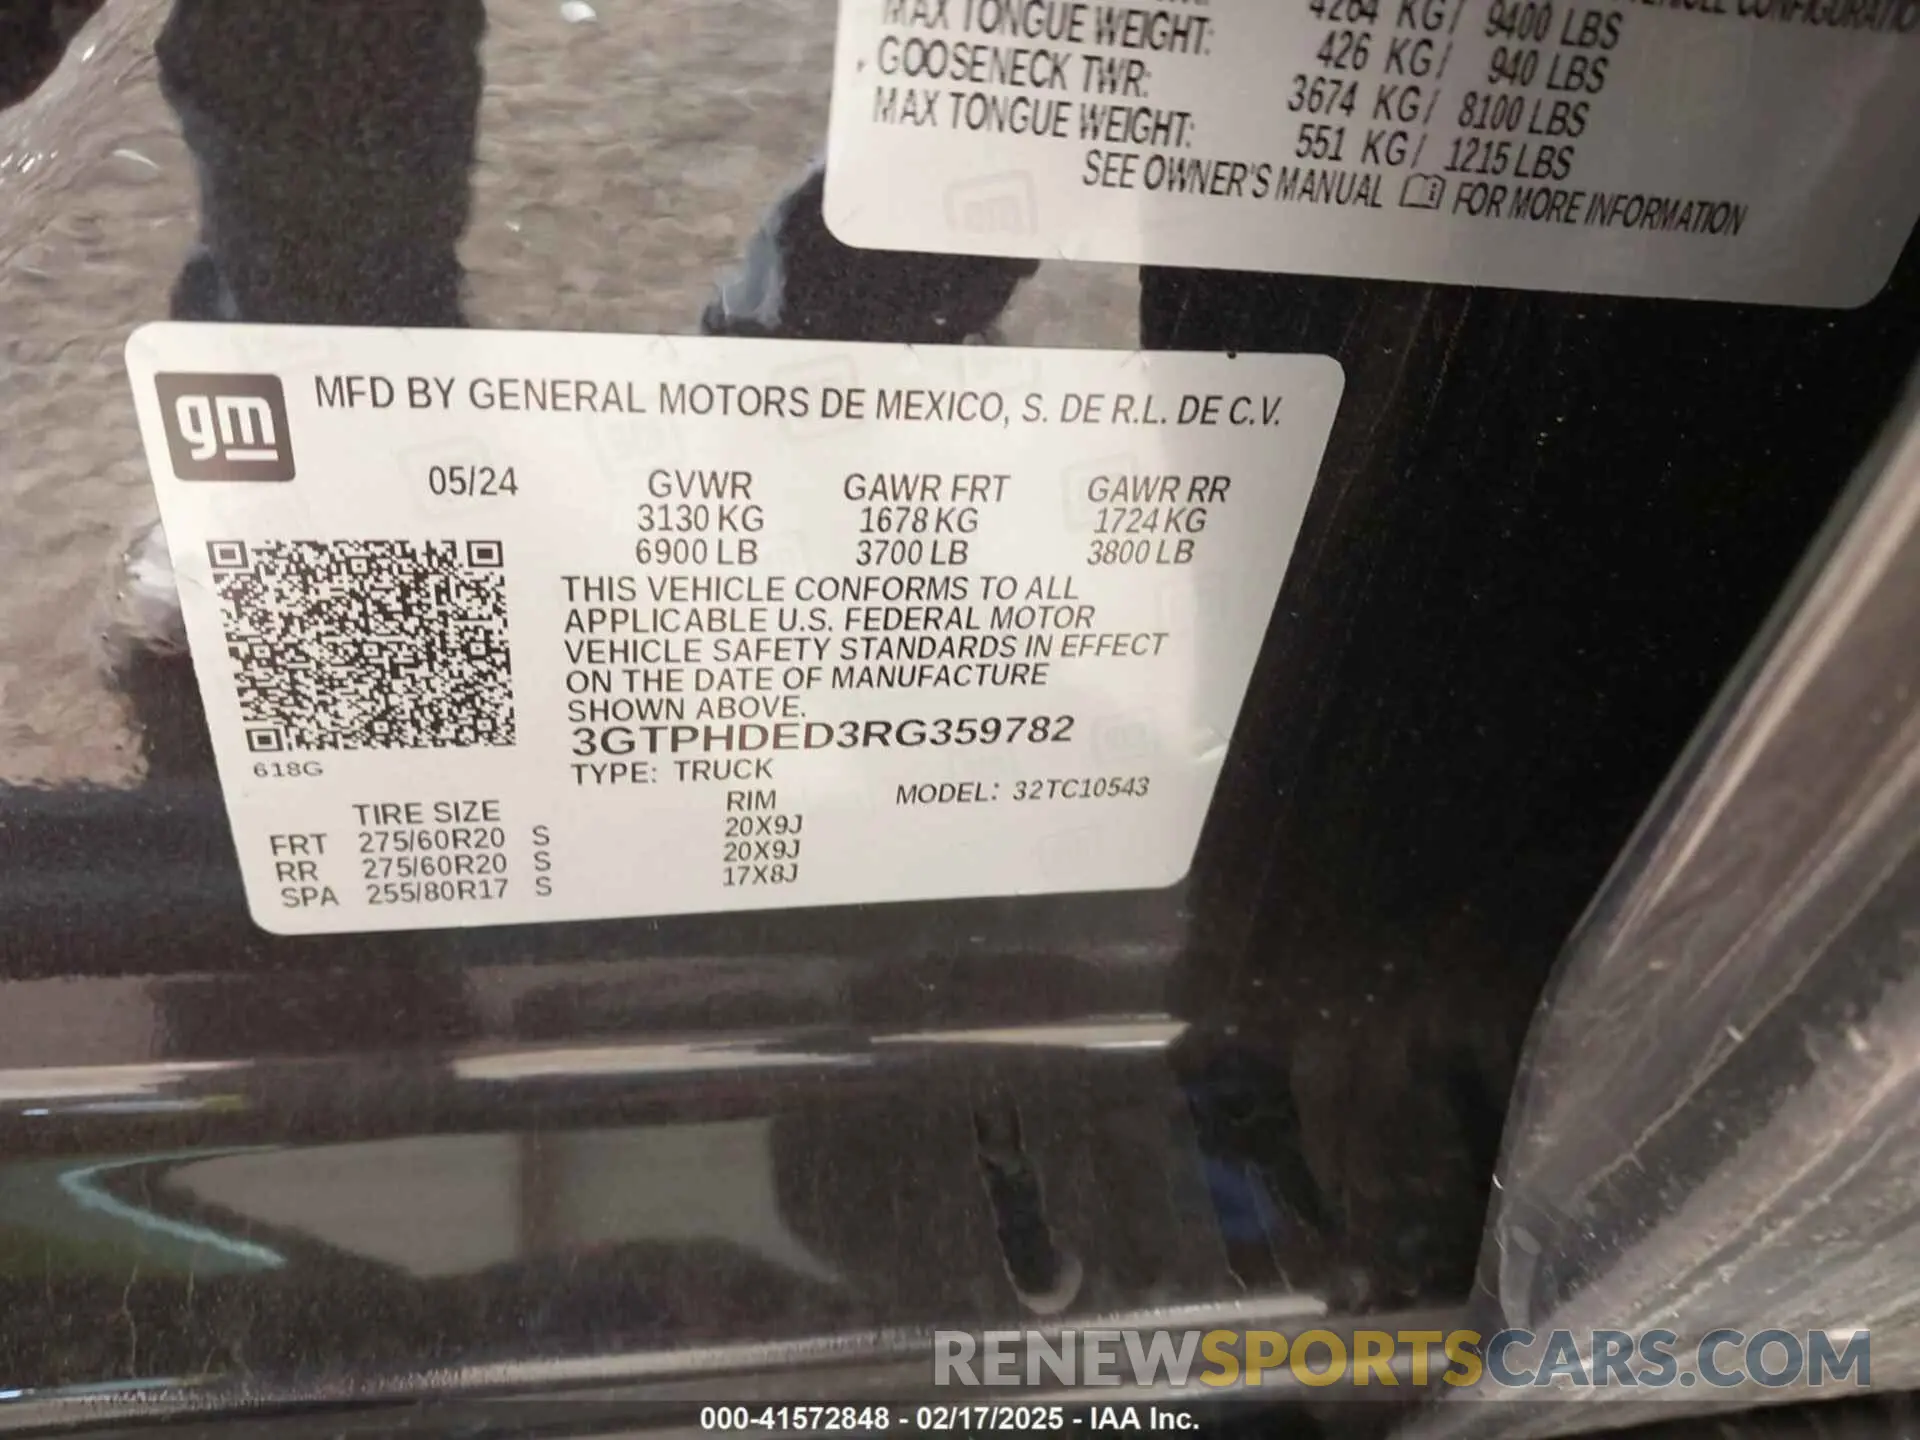 4264 KG/ 9400 LBS
MAX TONGUE WEIGHT: 426 KG/ 940 LBS
GOOSENECK TWR: 3674 KG/ 8100 LBS
MAX TONGUE WEIGHT: 551 KG/ 1215 LBS
SEE OWNER'S MANUAL FOR MORE INFORMATION
gm
MFD BY GENERAL MOTORS DE MEXICO, S. DE R.L. DE C.V.
05/24 GVWR GAWR FRT GAWR RR
3130 KG 1678 KG 1724 KG
6900 LB 3700 LB 3800 LB
THIS VEHICLE CONFORMS TO ALL
APPLICABLE U.S. FEDERAL MOTOR
VEHICLE SAFETY STANDARDS IN EFFECT
ON THE DATE OF MANUFACTURE
SHOWN ABOVE.
3GTPHDED3RG359782
618G
TYPE: TRUCK MODEL: 32TC10543
TIRE SIZE RIM
FRT 275/60R20 S 20X9J
RR 275/60R20 S 20X9J
SPA 255/80R17 S 17X8J
RENEWSPORTSCARS.COM
000-41572848 - 02/17/2025 - IAA Inc.